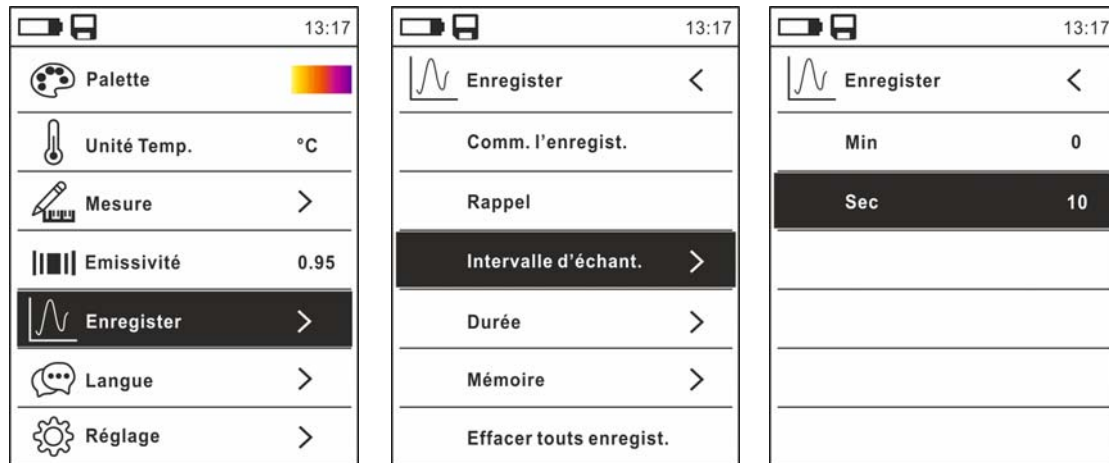 13:17
Palette
Unité Temp. °C
Mesure >
Emissivité 0.95
Enregister >
Langue >
Réglage >
13:17
Enregister <
Comm. l’enregist.
Rappel
Intervalle d’échant. >
Durée >
Mémoire >
Effacer touts enregist.
13:17
Enregister <
Min 0
Sec 10